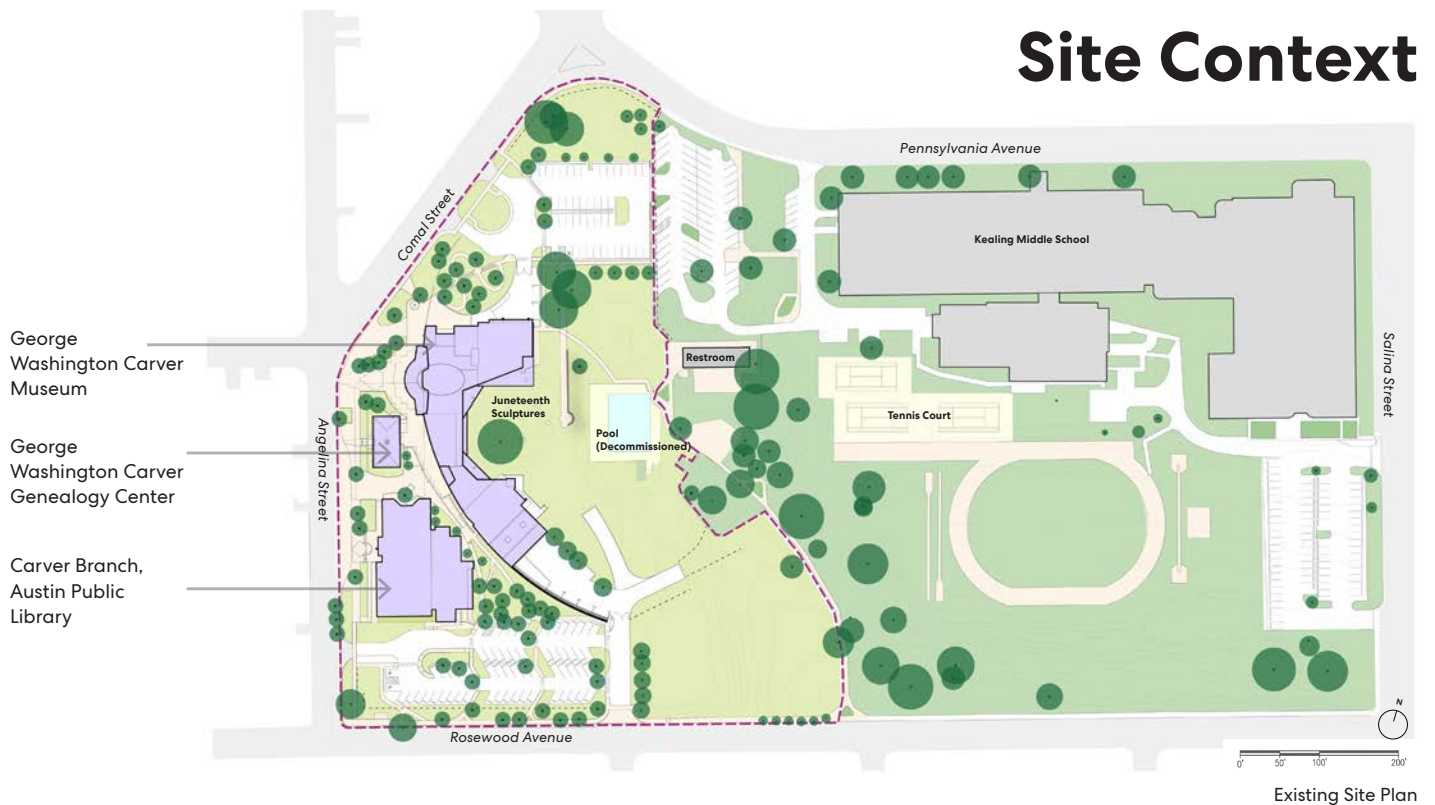 Site Context
Pennsylvania Avenue
Comal Street
Kealing Middle School
George
Washington Carver
Museum
Restroom
Salina Street
Juneteenth
Sculptures
Tennis Court
Pool
(Decommissioned)
George
Washington Carver
Genealogy Center
Angelina Street
Carver Branch,
Austin Public
Library
Rosewood Avenue
N
0' 50' 100' 200'
Existing Site Plan